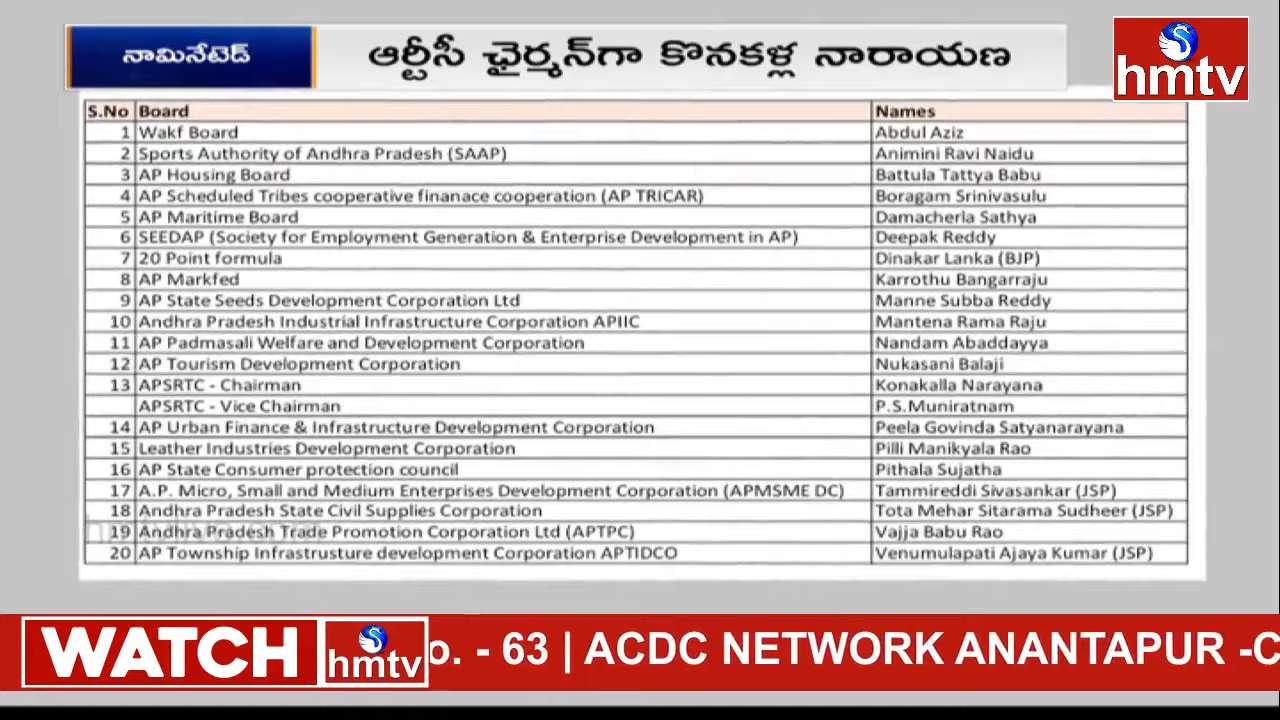 నామినేటెడ్
ఆర్టీసీ ఛైర్మన్‌గా కొనకళ్ల నారాయణ
hmtv
S.No Board Names
1 Wakf Board Abdul Aziz
2 Sports Authority of Andhra Pradesh (SAAP) Animini Ravi Naidu
3 AP Housing Board Battula Tattya Babu
4 AP Scheduled Tribes cooperative finanace cooperation (AP TRICAR) Boragam Srinivasulu
5 AP Maritime Board Damacherla Sathya
6 SEEDAP (Society for Employment Generation & Enterprise Development in AP) Deepak Reddy
7 20 Point formula Dinakar Lanka (BJP)
8 AP Markfed Karrothu Bangarraju
9 AP State Seeds Development Corporation Ltd Manne Subba Reddy
10 Andhra Pradesh Industrial Infrastructure Corporation APIIC Mantena Rama Raju
11 AP Padmasali Welfare and Development Corporation Nandam Abaddayya
12 AP Tourism Development Corporation Nukasani Balaji
13 APSRTC - Chairman Konakalla Narayana
APSRTC - Vice Chairman P.S.Muniratnam
14 AP Urban Finance & Infrastructure Development Corporation Peela Govinda Satyanarayana
15 Leather Industries Development Corporation Pilli Manikyala Rao
16 AP State Consumer protection council Pithala Sujatha
17 A.P. Micro, Small and Medium Enterprises Development Corporation (APMSME DC) Tammireddi Sivasankar (JSP)
18 Andhra Pradesh State Civil Supplies Corporation Tota Mehar Sitarama Sudheer (JSP)
19 Andhra Pradesh Trade Promotion Corporation Ltd (APTPC) Vajja Babu Rao
20 AP Township Infrastrusture development Corporation APTIDCO Venumulapati Ajaya Kumar (JSP)
WATCH hmtv o. - 63 | ACDC NETWORK ANANTAPUR -C